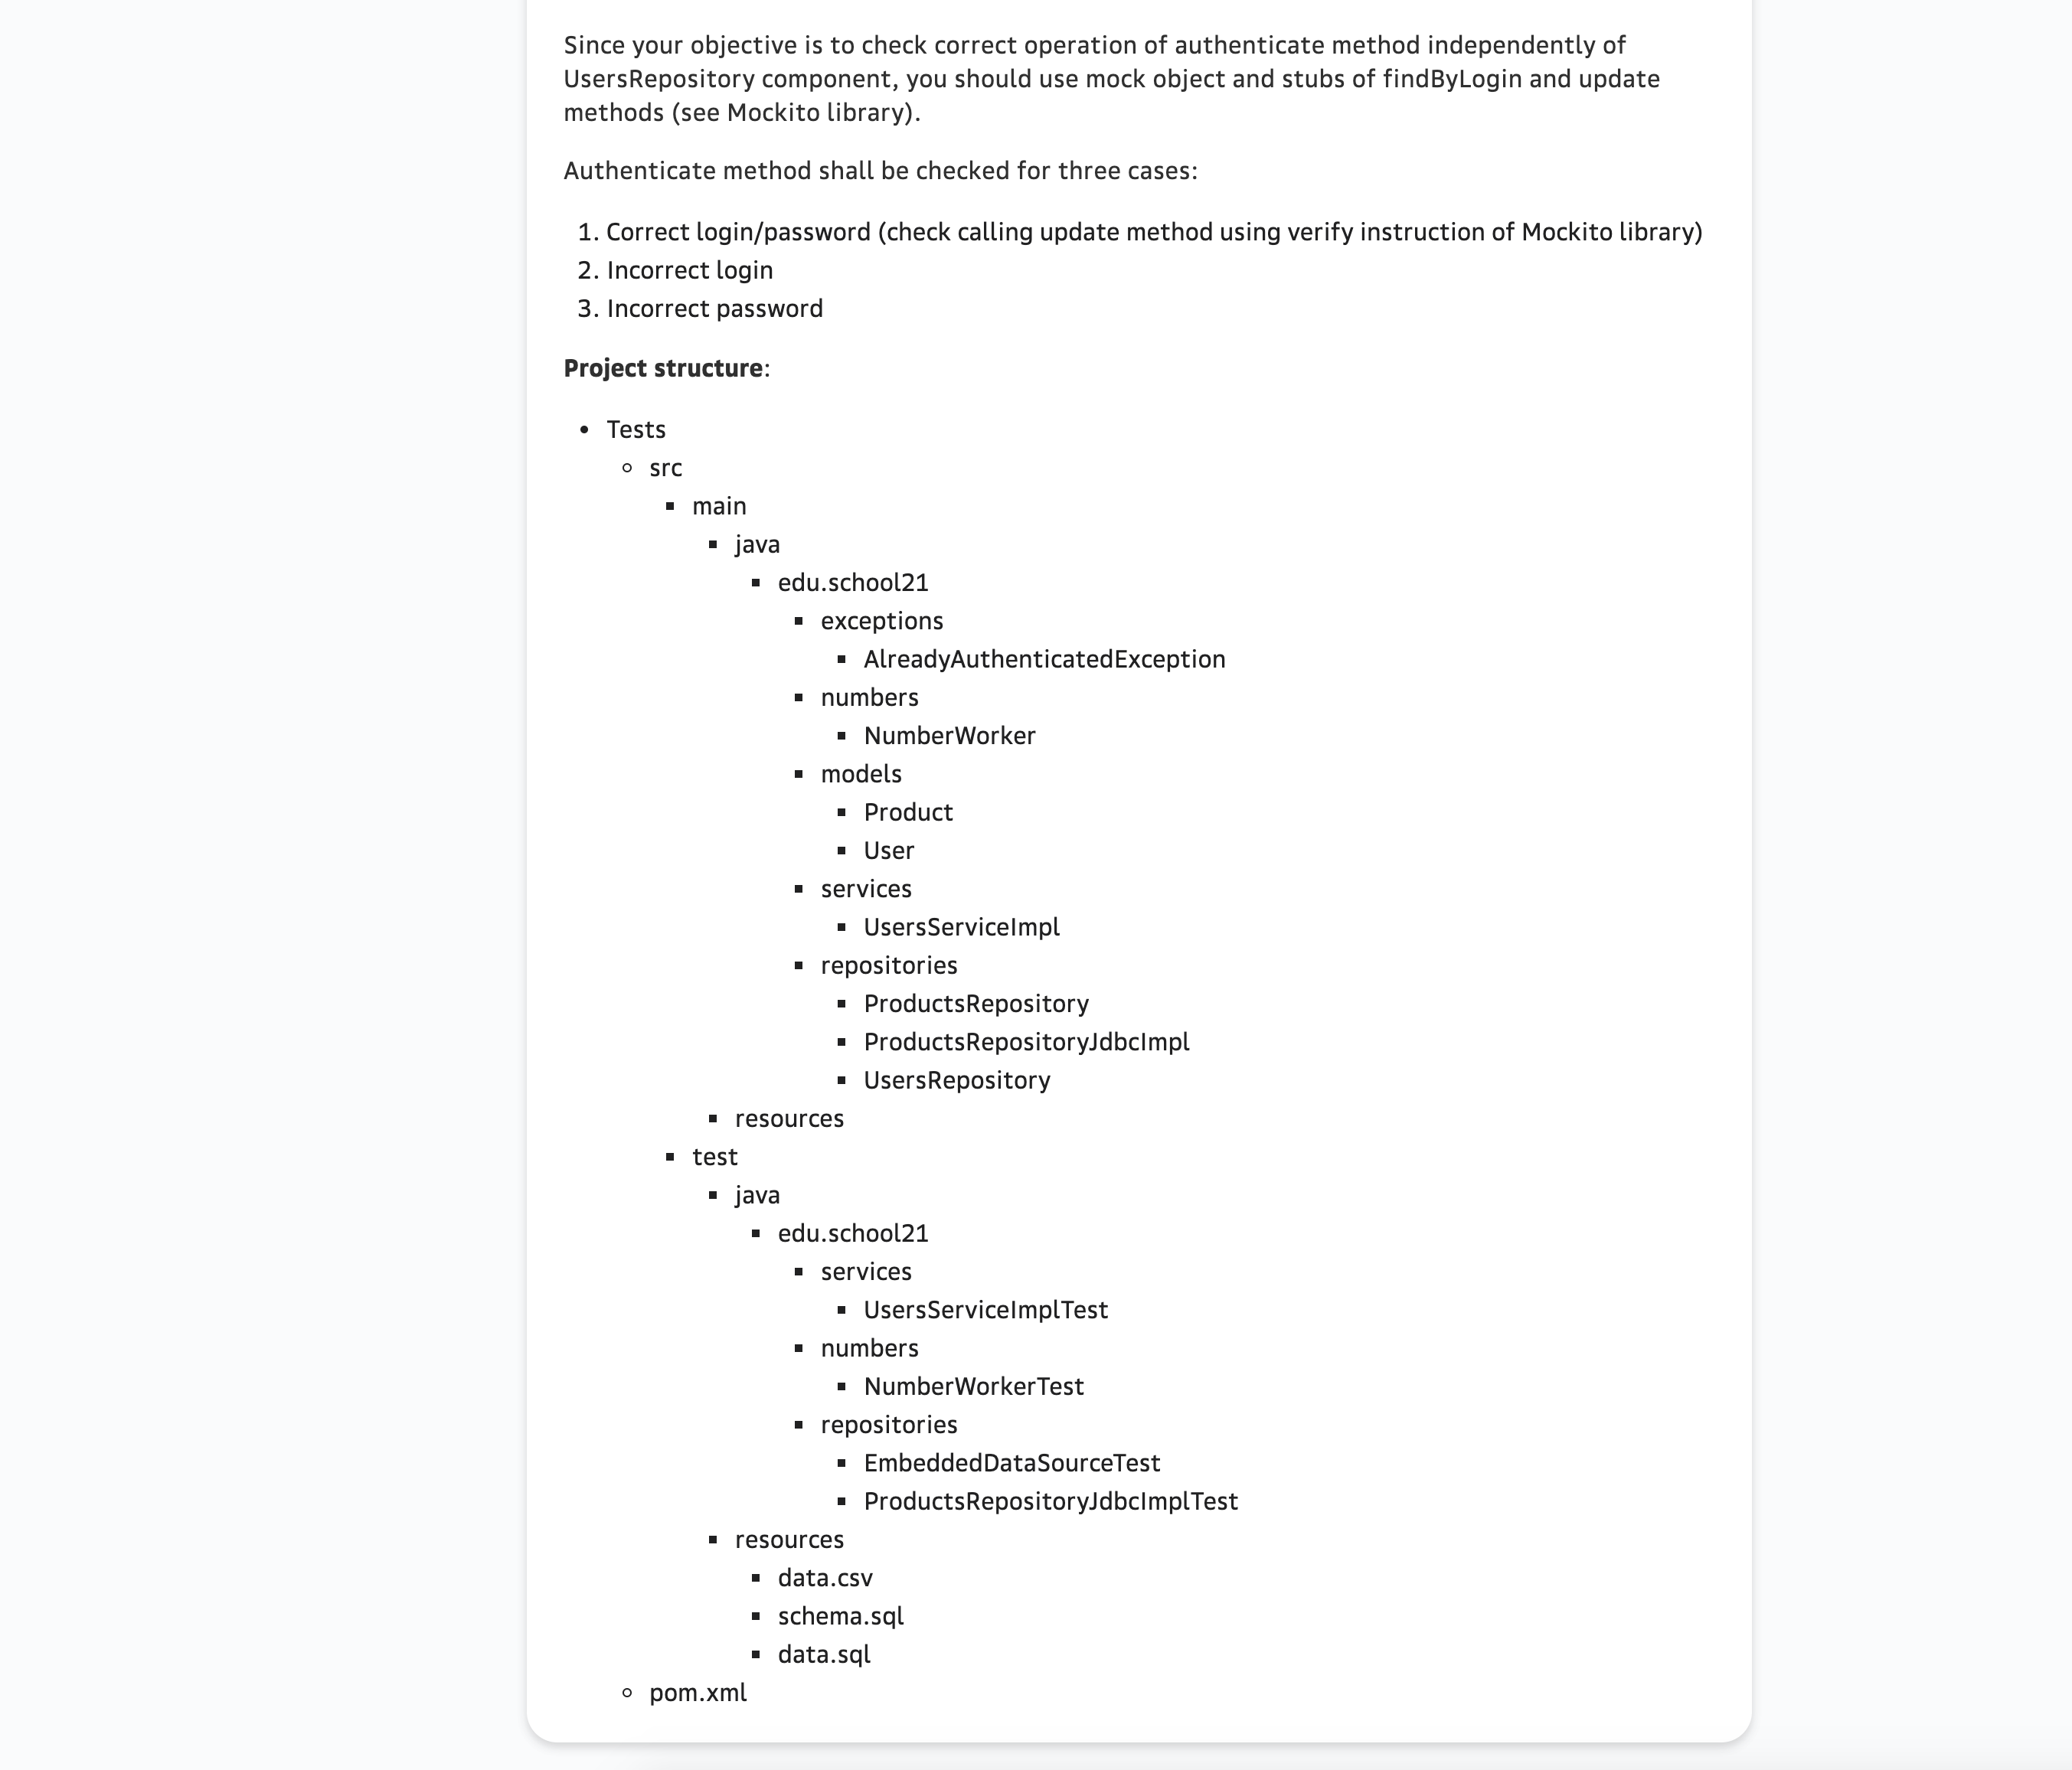 Since your objective is to check correct operation of authenticate method independently of
UsersRepository component, you should use mock object and stubs of findByLogin and update
methods (see Mockito library).
Authenticate method shall be checked for three cases:
1. Correct login/password (check calling update method using verify instruction of Mockito library)
2. Incorrect login
3. Incorrect password
Project structure:
• Tests
◦ src
▪ main
▪ java
▪ edu.school21
▪ exceptions
▪ AlreadyAuthenticatedException
▪ numbers
▪ NumberWorker
▪ models
▪ Product
▪ User
▪ services
▪ UsersServiceImpl
▪ repositories
▪ ProductsRepository
▪ ProductsRepositoryJdbcImpl
▪ UsersRepository
▪ resources
▪ test
▪ java
▪ edu.school21
▪ services
▪ UsersServiceImplTest
▪ numbers
▪ NumberWorkerTest
▪ repositories
▪ EmbeddedDataSourceTest
▪ ProductsRepositoryJdbcImplTest
▪ resources
▪ data.csv
▪ schema.sql
▪ data.sql
◦ pom.xml